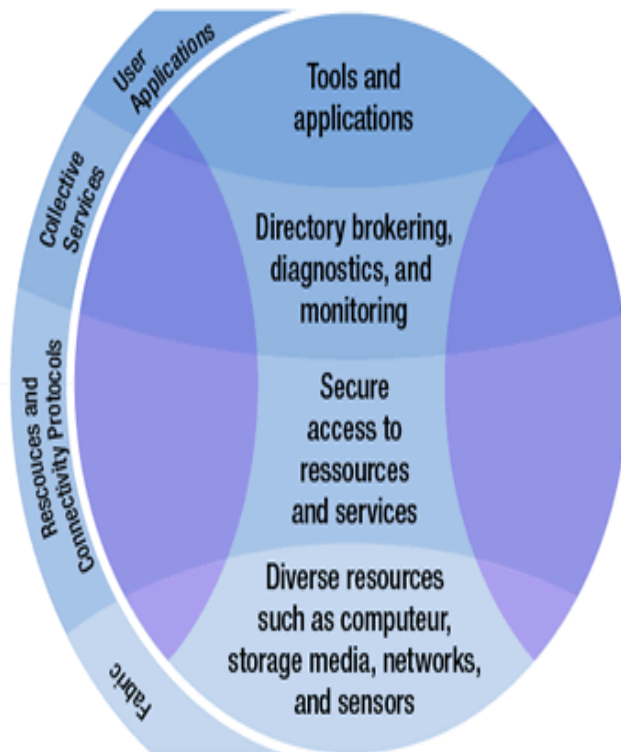 User
Applications
Tools and
applications
Collective
Services
Directory brokering,
diagnostics, and
monitoring
Rescouces and
Connectivity Protocols
Secure
access to
ressources
and services
Fabric
Diverse resources
such as computeur,
storage media, networks,
and sensors